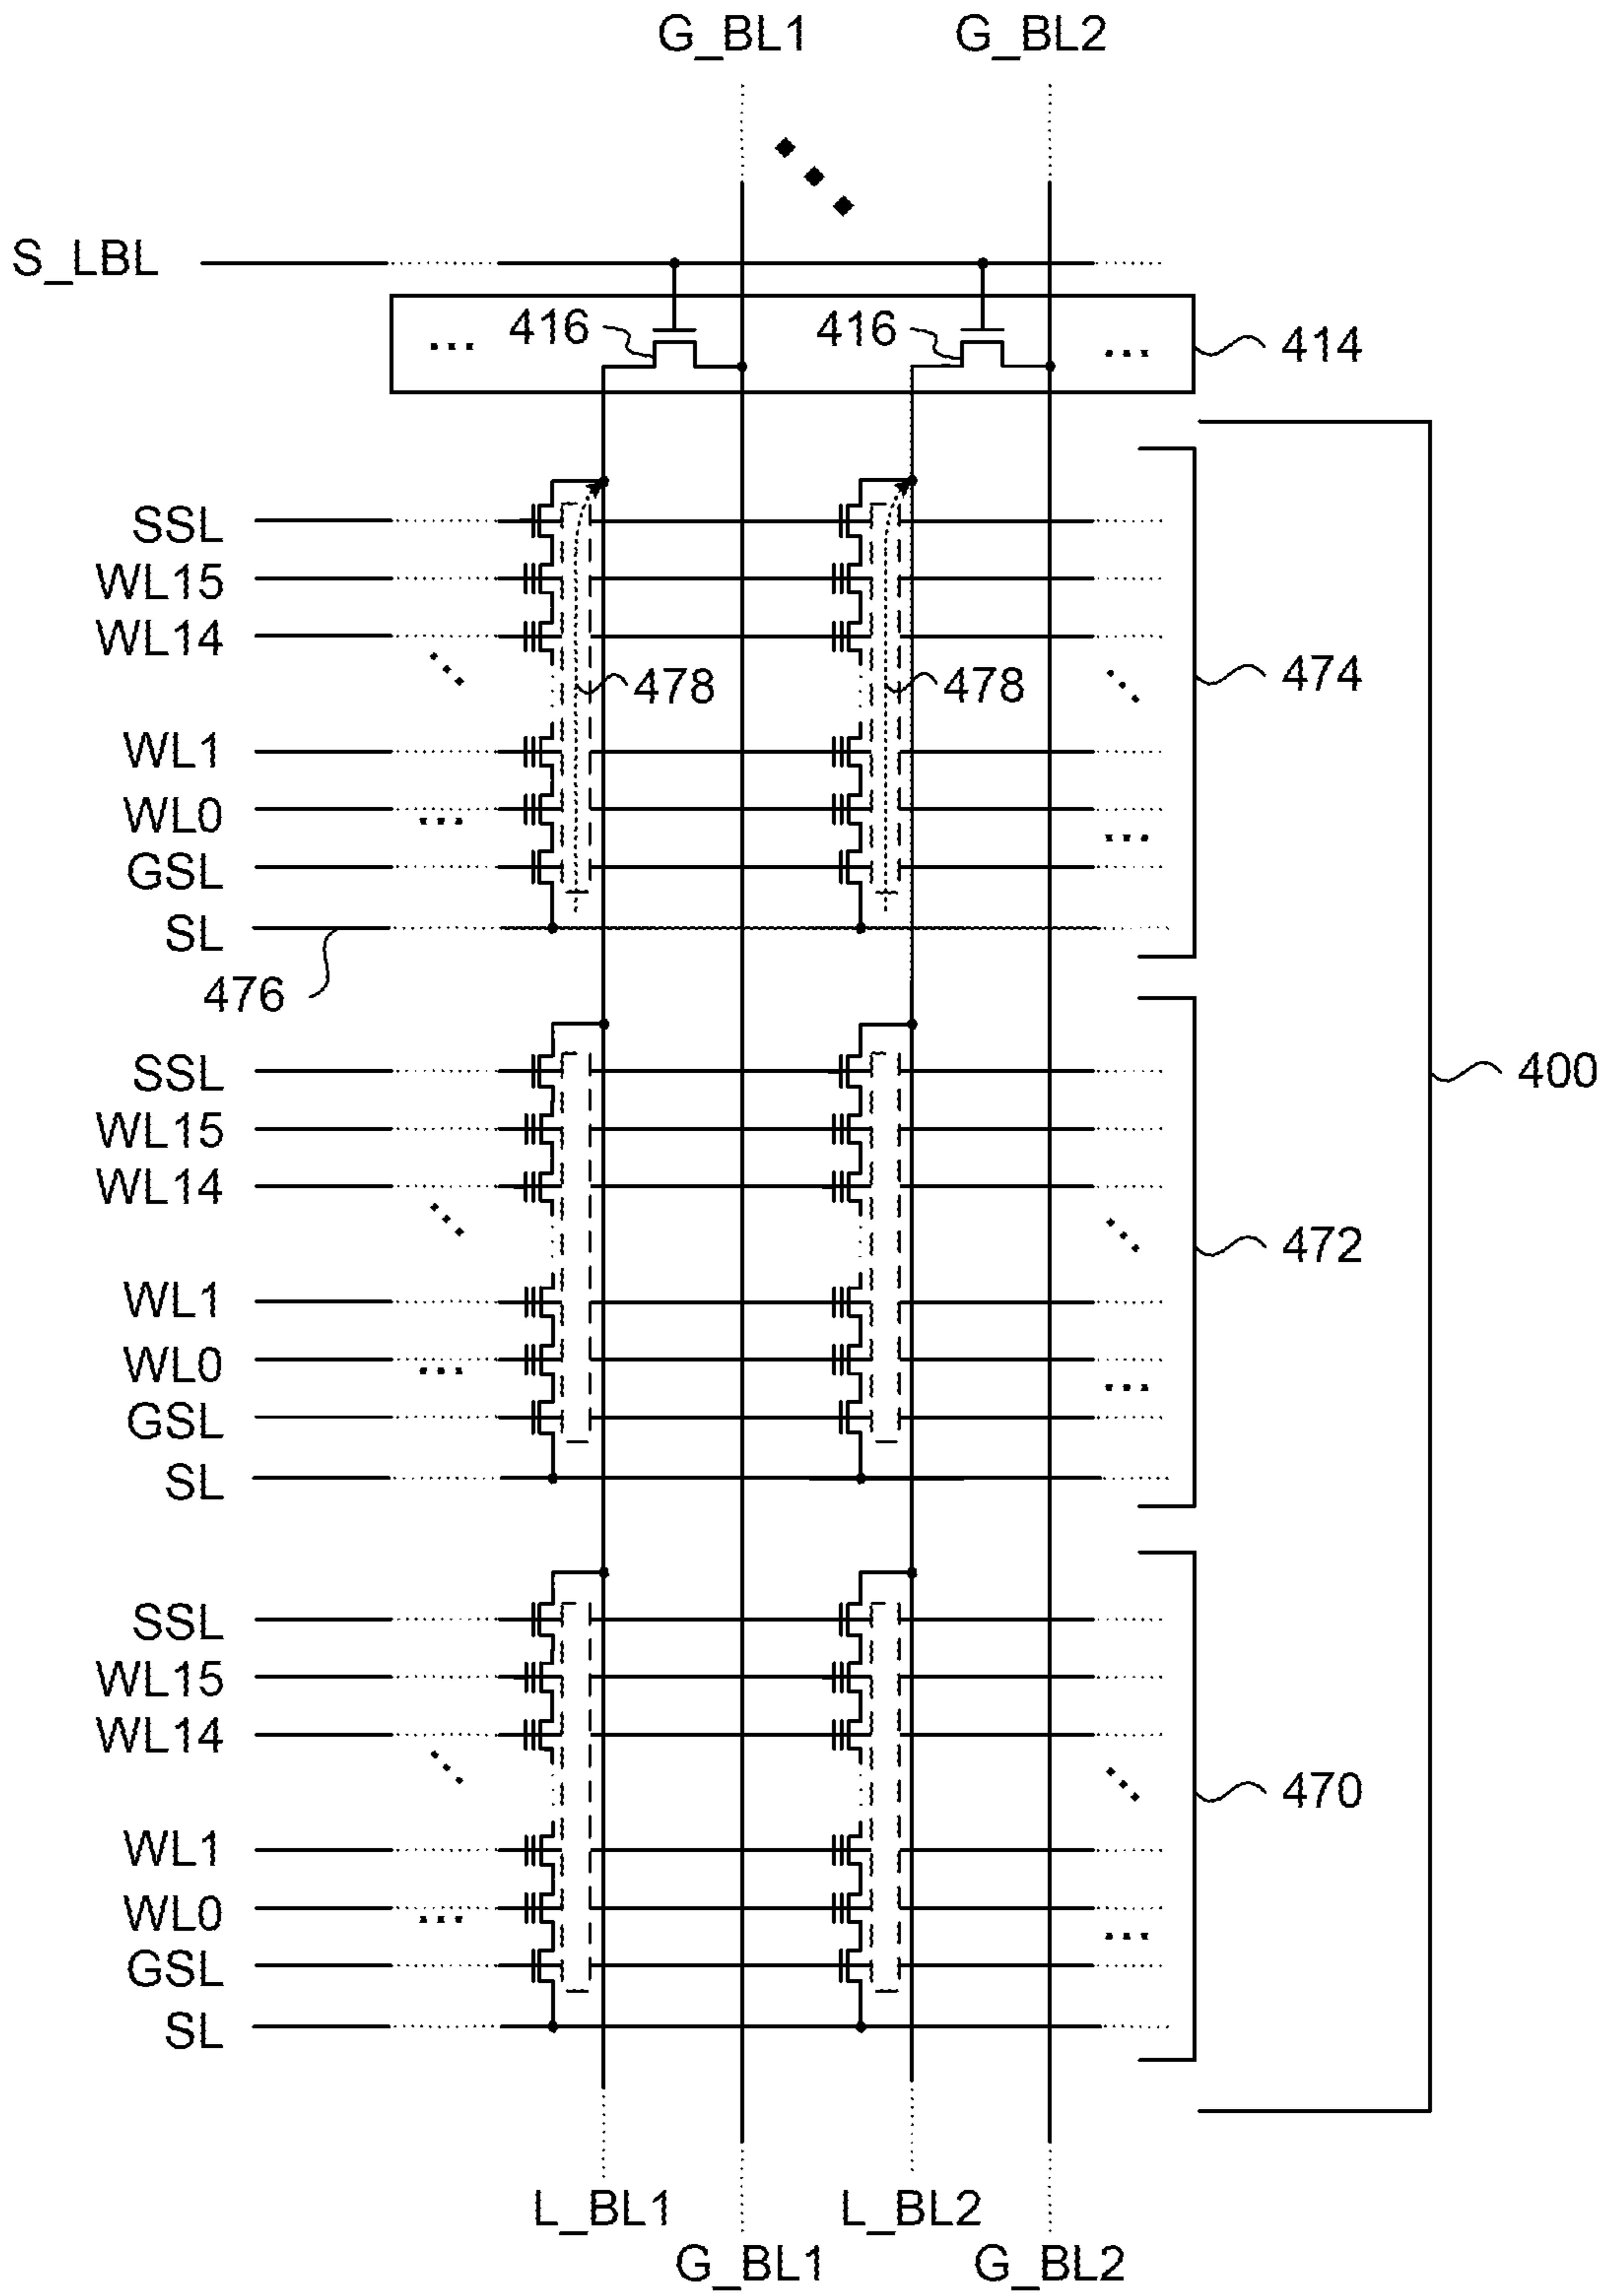 G_BL1 G_BL2
S_LBL
416 416 414
SSL
WL15
WL14
478 478 474
WL1
WL0
GSL
SL
476
SSL
400
WL15
WL14
472
WL1
WL0
GSL
SL
SSL
WL15
WL14
470
WL1
WL0
GSL
SL
L_BL1 L_BL2
G_BL1 G_BL2